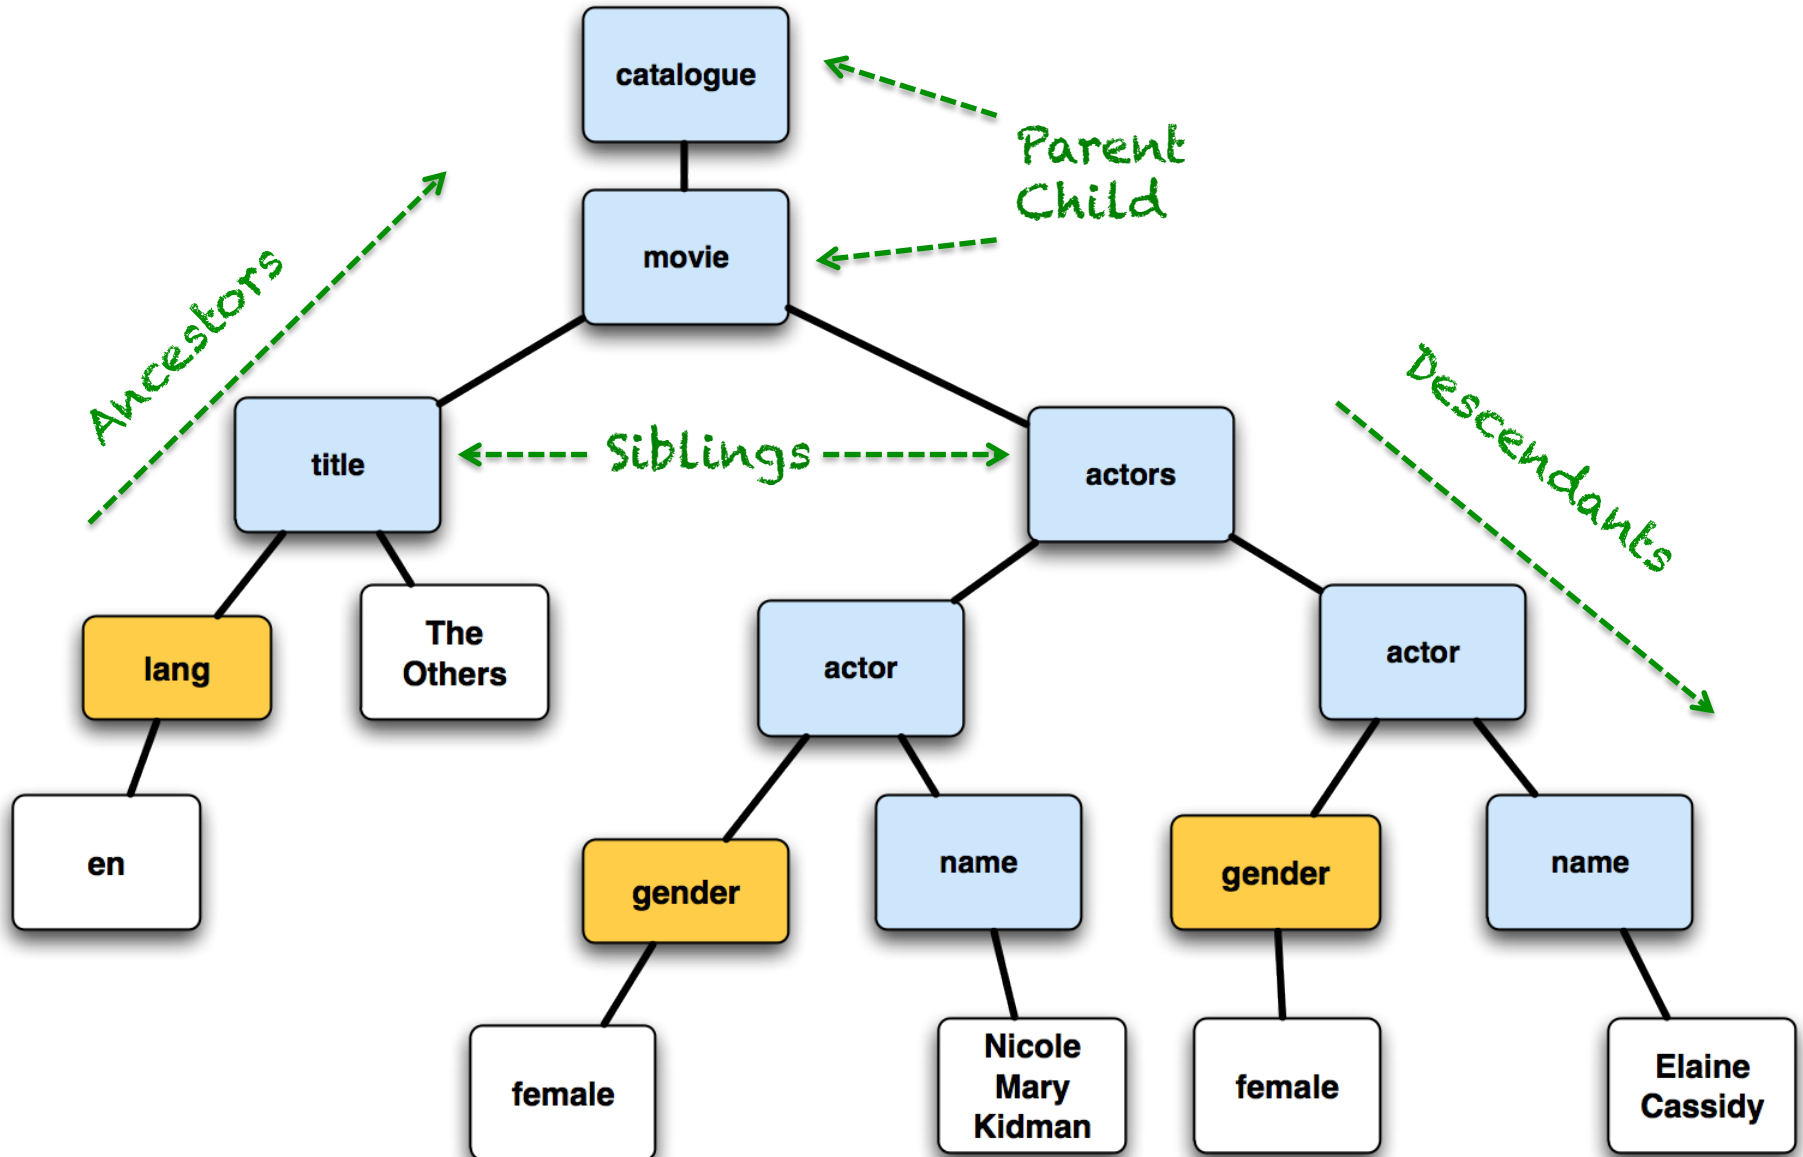 catalogue
Parent
Child
movie
Ancestors
Descendants
title
Siblings
actors
lang
The
Others
actor
actor
en
gender
name
gender
name
female
Nicole
Mary
Kidman
female
Elaine
Cassidy